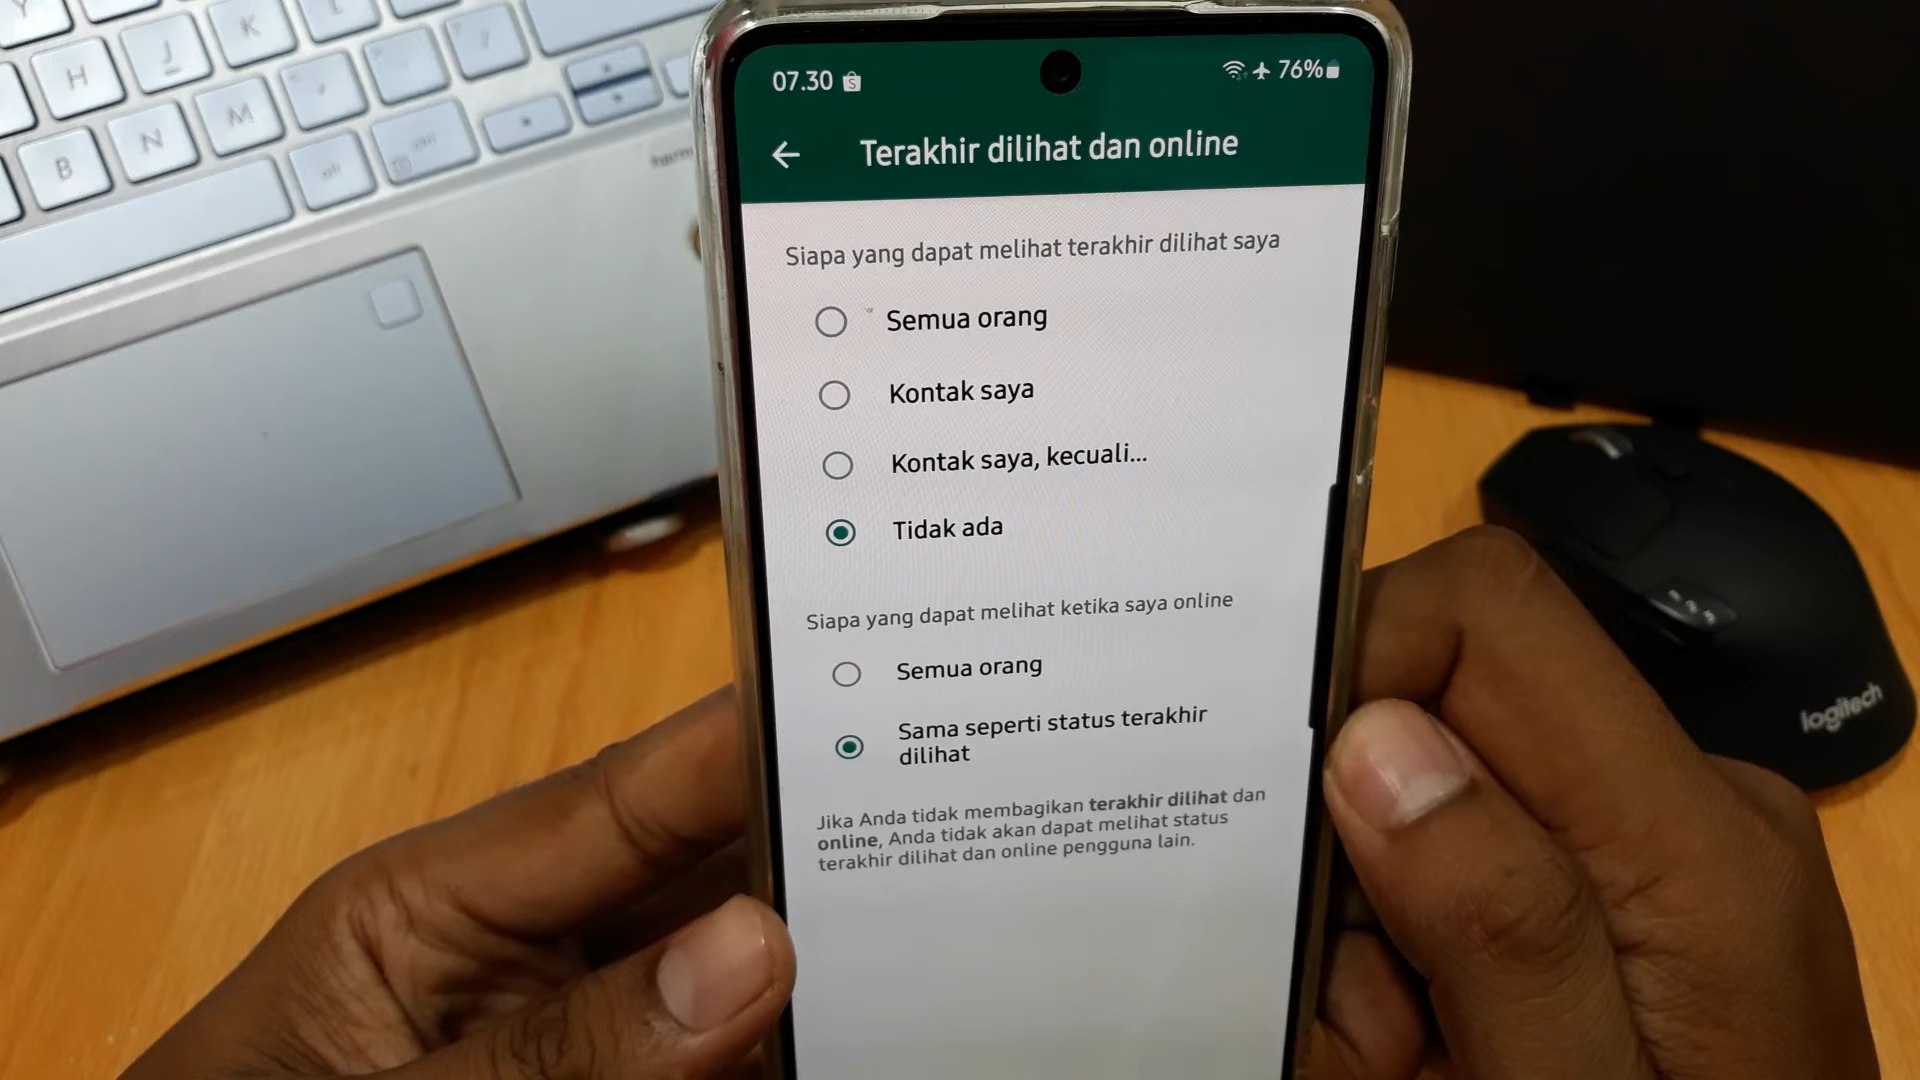 Y
H
J
K
L
B
N
M
alt
07.30
76%
Terakhir dilihat dan online
Siapa yang dapat melihat terakhir dilihat saya
Semua orang
Kontak saya
Kontak saya, kecuali...
Tidak ada
Siapa yang dapat melihat ketika saya online
Semua orang
Sama seperti status terakhir
dilihat
Jika Anda tidak membagikan terakhir dilihat dan
online, Anda tidak akan dapat melihat status
terakhir dilihat dan online pengguna lain.
logitech